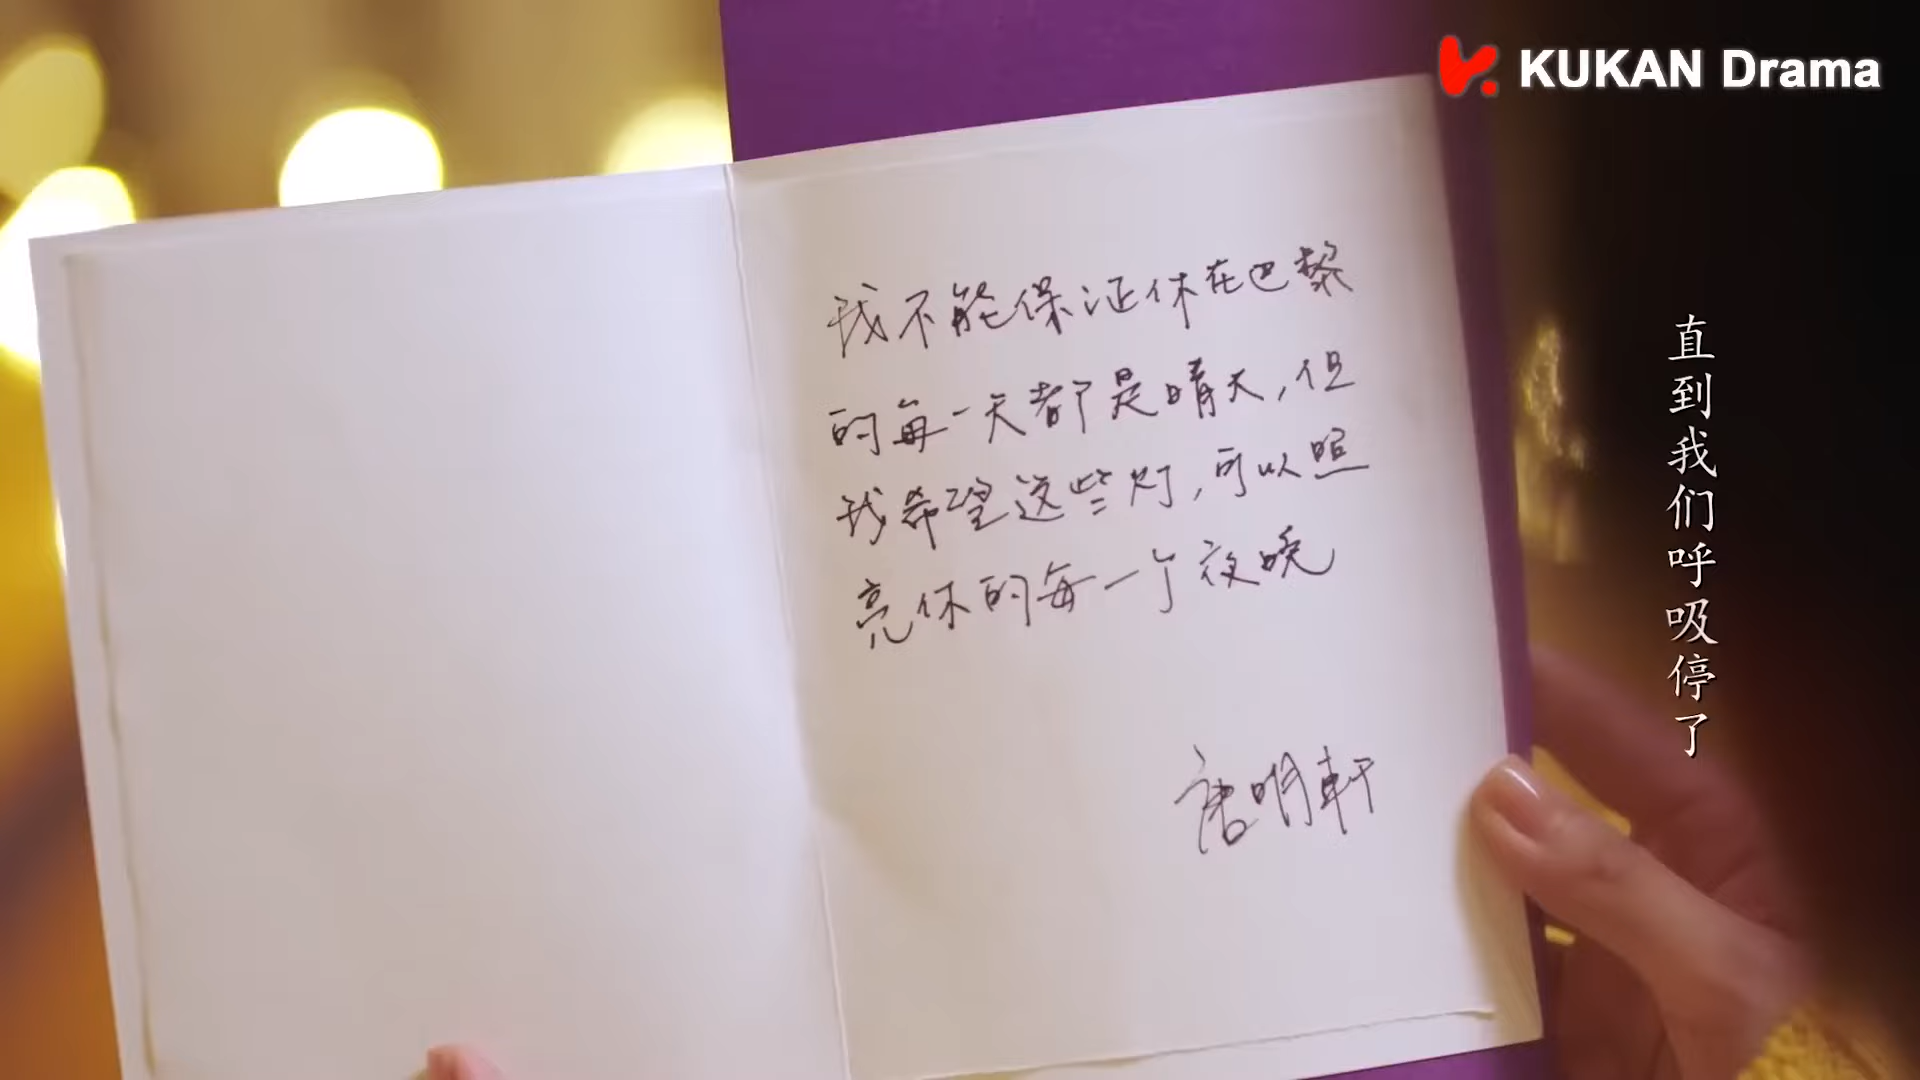 KUKAN Drama
我不能保证你在巴黎
的每一天都是晴天,但
我希望这些灯,可以照
亮你的每一个夜晚
唐明軒
直到我们呼吸停了